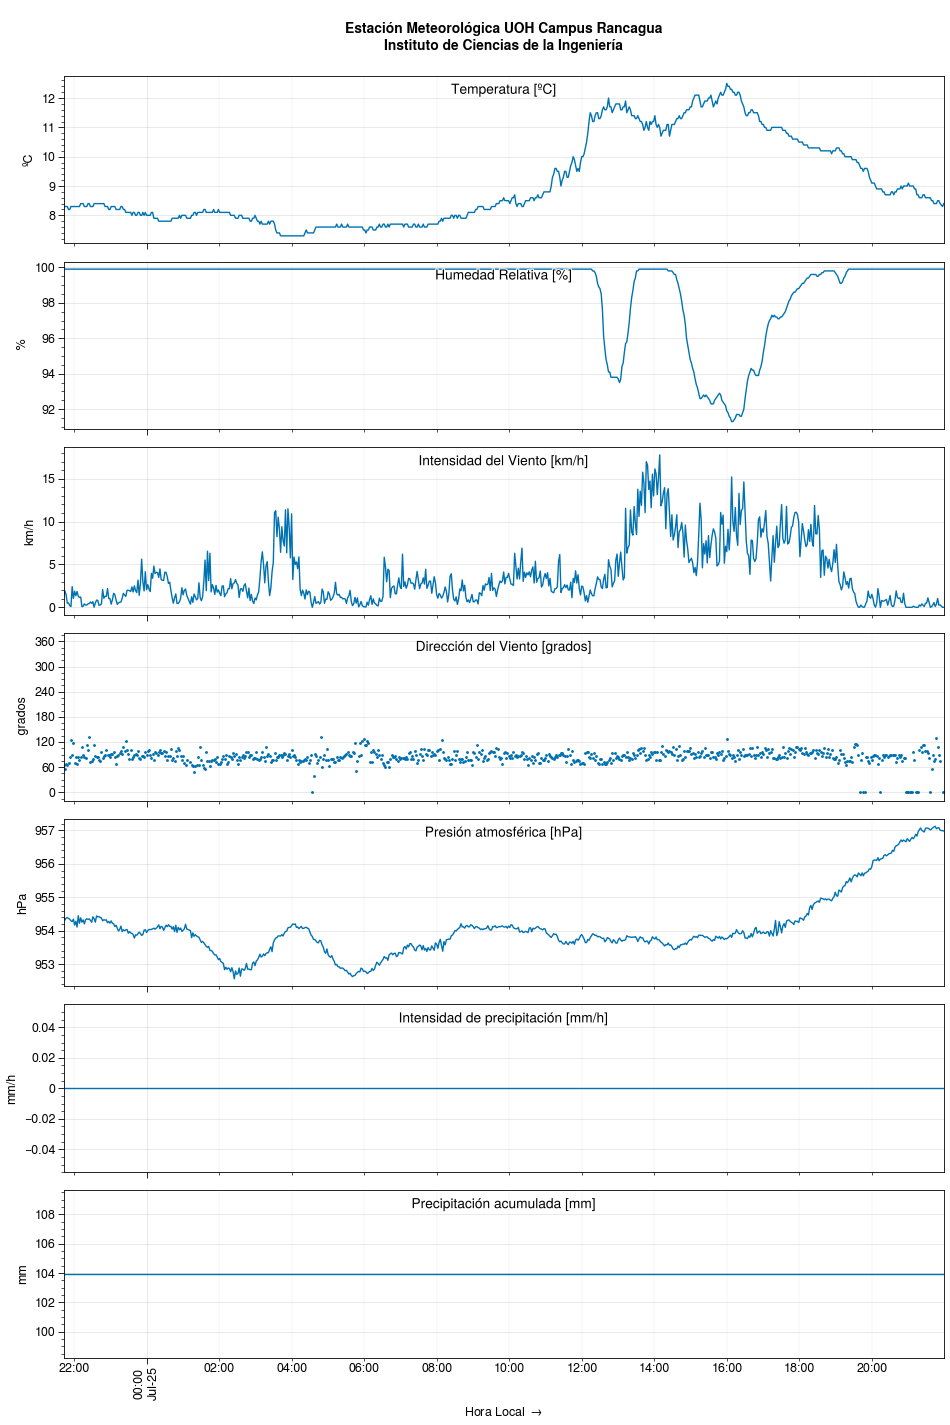 Estación Meteorológica UOH Campus Rancagua
Instituto de Ciencias de la Ingeniería
Temperatura [ºC]
ºC
12
11
10
9
8
Humedad Relativa [%]
%
100
98
96
94
92
Intensidad del Viento [km/h]
km/h
15
10
5
0
Dirección del Viento [grados]
grados
360
300
240
180
120
60
0
Presión atmosférica [hPa]
hPa
957
956
955
954
953
Intensidad de precipitación [mm/h]
mm/h
0.04
0.02
0
−0.02
−0.04
Precipitación acumulada [mm]
mm
108
106
104
102
100
22:00
00:00
Jul-25
02:00
04:00
06:00
08:00
10:00
12:00
14:00
16:00
18:00
20:00
Hora Local →